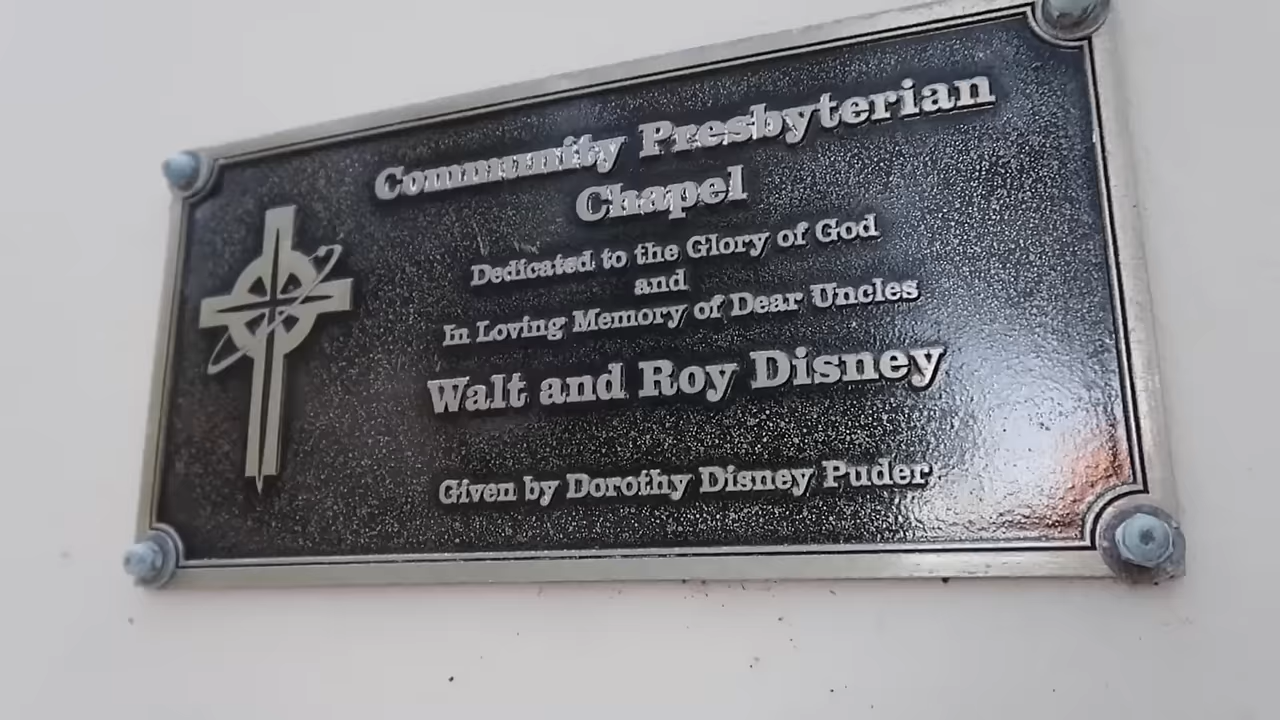 Community Presbyterian
Chapel
Dedicated to the Glory of God
and
In Loving Memory of Dear Uncles
Walt and Roy Disney
Given by Dorothy Disney Puder